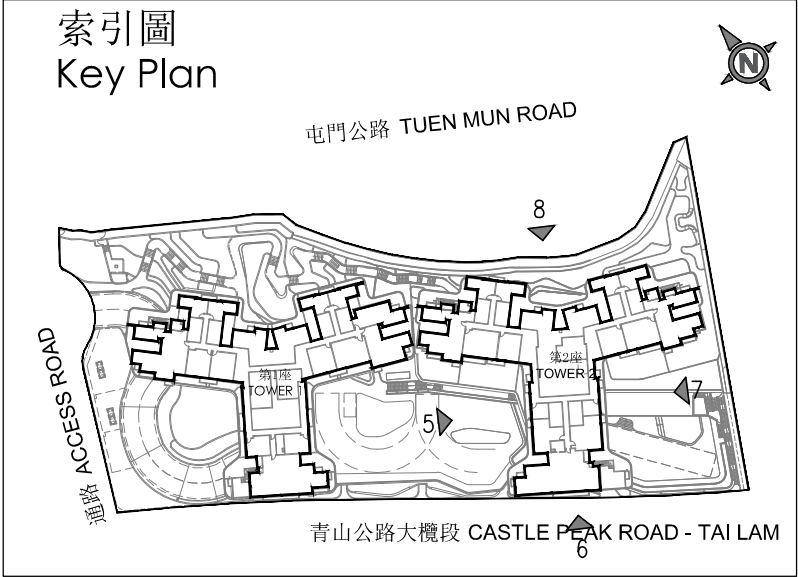 索引圖
Key Plan
N
屯門公路 TUEN MUN ROAD
8
通路 ACCESS ROAD
第1座
TOWER 1
第2座
TOWER 2
7
5
青山公路大欖段 CASTLE PEAK ROAD - TAI LAM
6